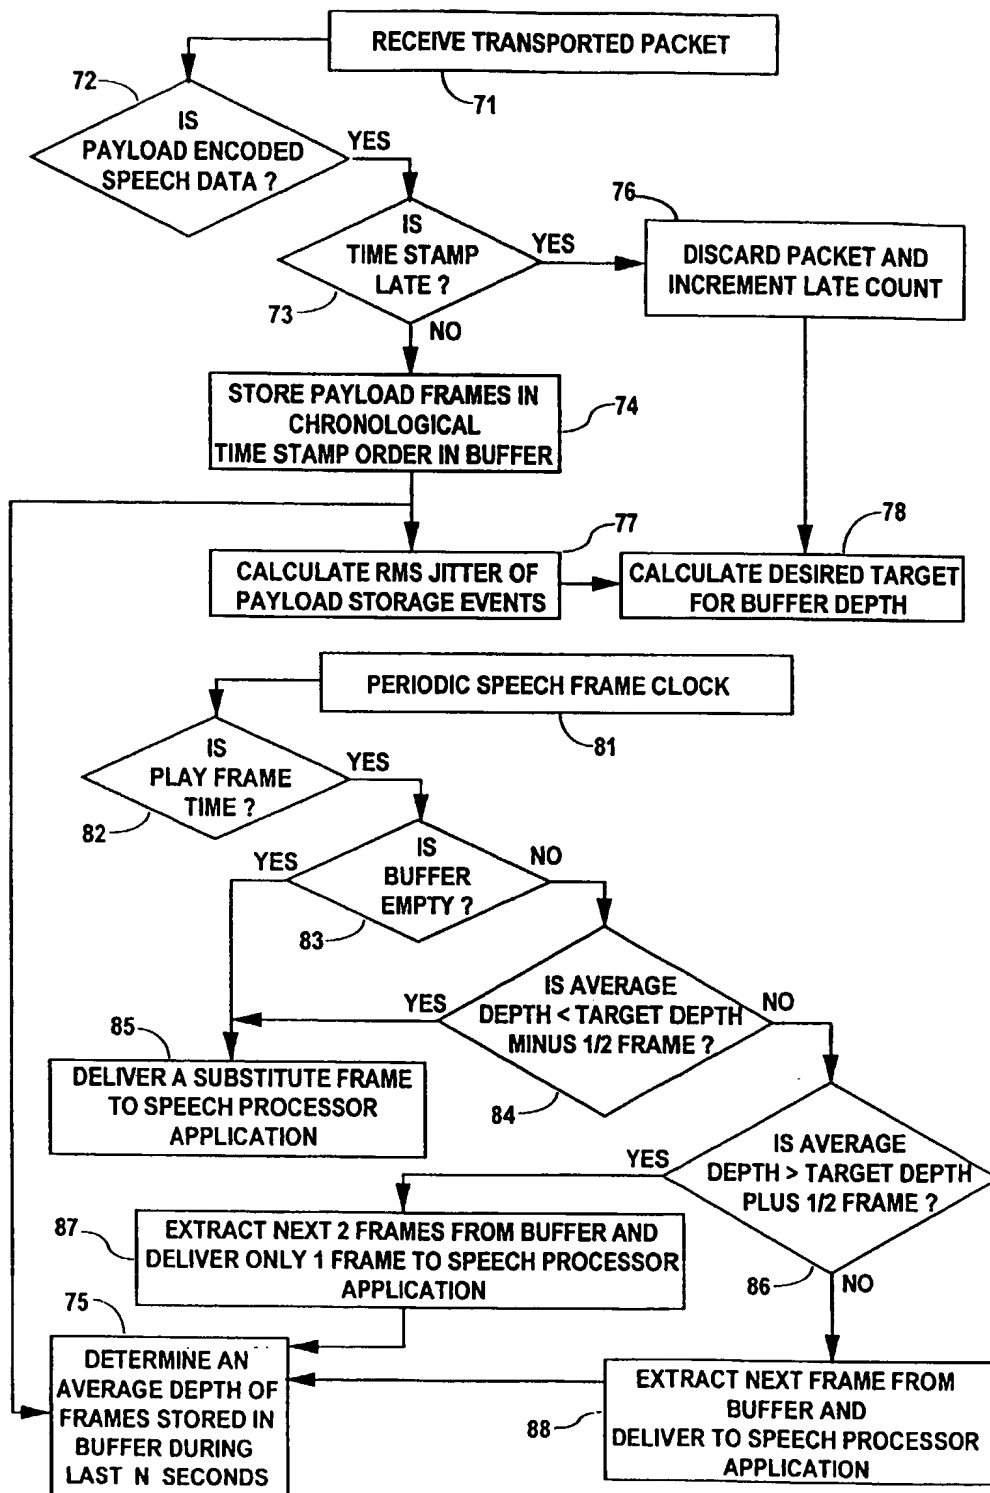 RECEIVE TRANSPORTED PACKET
71
72
IS
PAYLOAD ENCODED
SPEECH DATA ?
YES
IS
TIME STAMP
LATE ?
73
YES
NO
76
DISCARD PACKET AND
INCREMENT LATE COUNT
STORE PAYLOAD FRAMES IN
CHRONOLOGICAL
TIME STAMP ORDER IN BUFFER
74
77
CALCULATE RMS JITTER OF
PAYLOAD STORAGE EVENTS
78
CALCULATE DESIRED TARGET
FOR BUFFER DEPTH
PERIODIC SPEECH FRAME CLOCK
81
IS
PLAY FRAME
TIME ?
82
YES
IS
BUFFER
EMPTY ?
83
YES
NO
IS AVERAGE
DEPTH < TARGET DEPTH
MINUS 1/2 FRAME ?
84
YES
NO
85
DELIVER A SUBSTITUTE FRAME
TO SPEECH PROCESSOR
APPLICATION
IS AVERAGE
DEPTH > TARGET DEPTH
PLUS 1/2 FRAME ?
86
YES
NO
87
EXTRACT NEXT 2 FRAMES FROM BUFFER AND
DELIVER ONLY 1 FRAME TO SPEECH PROCESSOR
APPLICATION
75
DETERMINE AN
AVERAGE DEPTH OF
FRAMES STORED IN
BUFFER DURING
LAST N SECONDS
88
EXTRACT NEXT FRAME FROM
BUFFER AND
DELIVER TO SPEECH PROCESSOR
APPLICATION